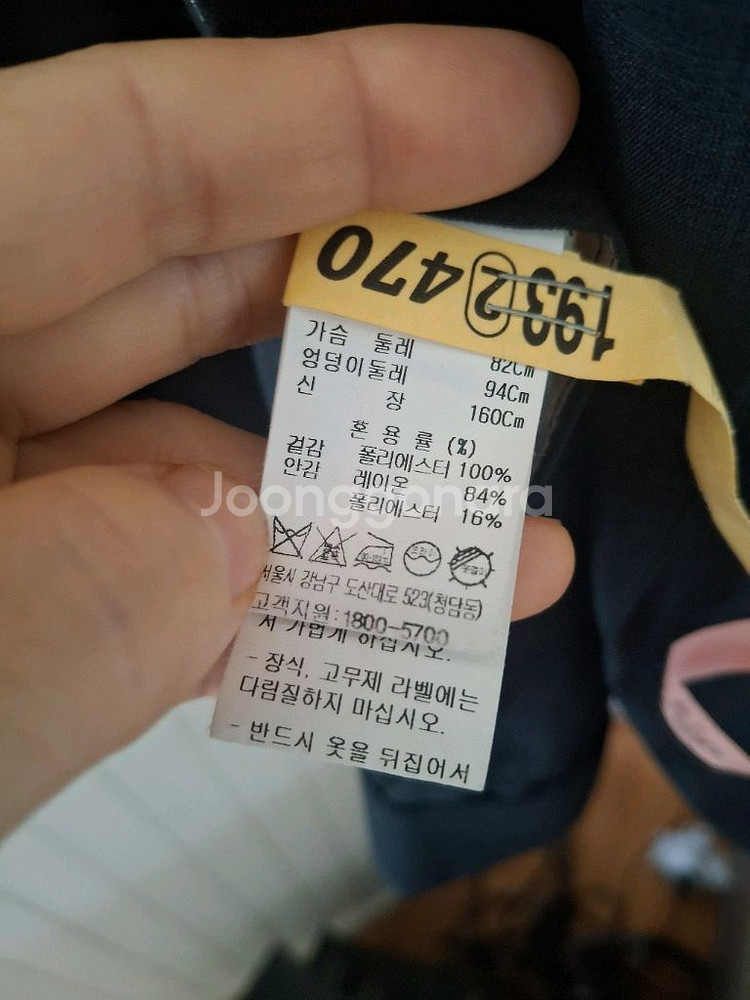 193 2 470
가슴 둘레 82Cm
엉덩이둘레 94Cm
신 장 160Cm
혼 용 률 (%)
겉감 폴리에스터 100%
안감 레이온 84%
폴리에스터 16%
Joonggonara
서울시 강남구 도산대로 523(청담동)
고객지원:1800-5700
서 가볍게 하십시오.
- 장식, 고무제 라벨에는
다림질하지 마십시오.
- 반드시 옷을 뒤집어서